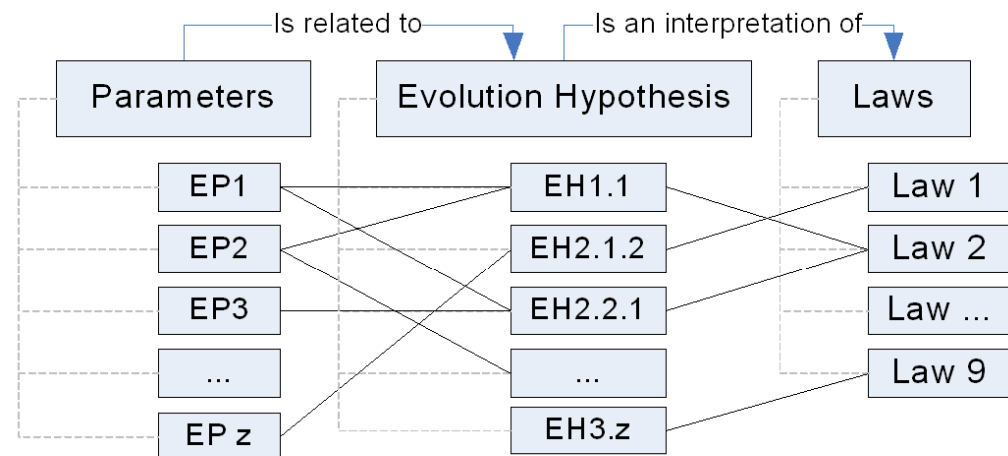 Is related to
Is an interpretation of
Parameters
Evolution Hypothesis
Laws
EP1
EH1.1
Law 1
EP2
EH2.1.2
Law 2
EP3
EH2.2.1
Law ...
...
...
Law 9
EP z
EH3.z